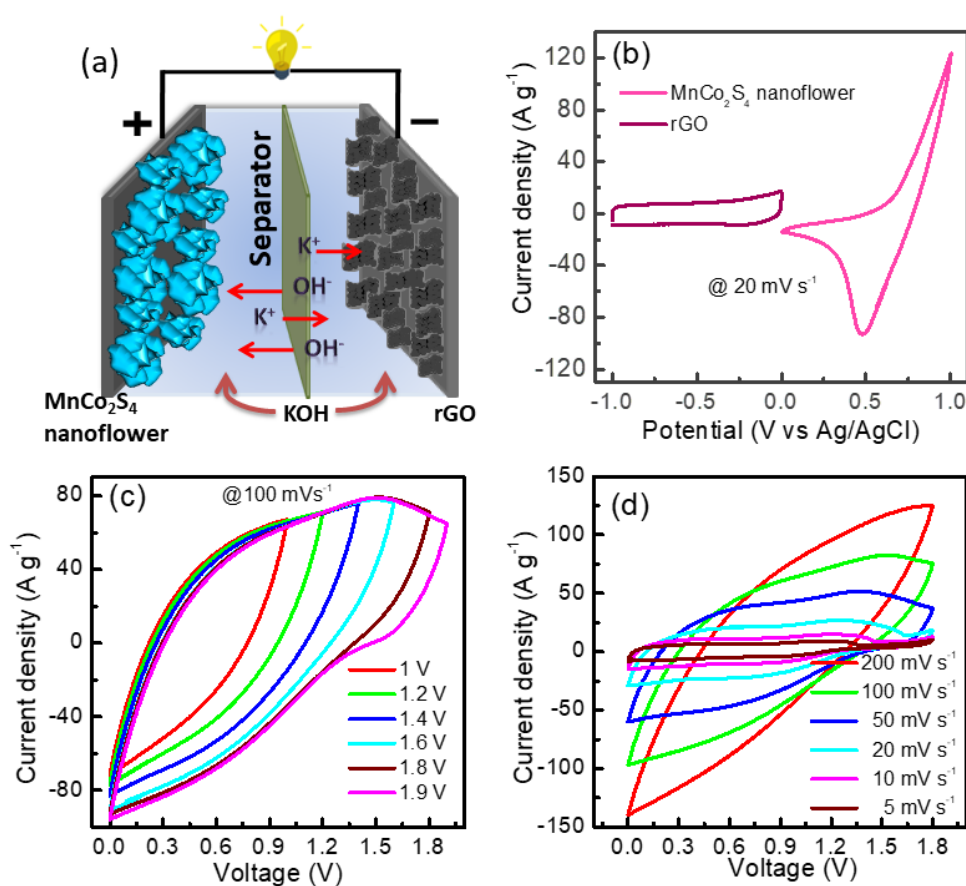 (a)
+
−
Separator
K⁺
OH⁻
K⁺
OH⁻
MnCo₂S₄
nanoflower
KOH
rGO
(b)
MnCo₂S₄ nanoflower
rGO
@ 20 mV s⁻¹
120
80
40
0
-40
-80
-120
Current density (A g⁻¹)
-1.0
-0.5
0.0
0.5
1.0
Potential (V vs Ag/AgCl)
(c)
@100 mVs⁻¹
80
40
0
-40
-80
Current density (A g⁻¹)
1 V
1.2 V
1.4 V
1.6 V
1.8 V
1.9 V
0.0
0.3
0.6
0.9
1.2
1.5
1.8
Voltage (V)
(d)
150
100
50
0
-50
-100
-150
Current density (A g⁻¹)
200 mV s⁻¹
100 mV s⁻¹
50 mV s⁻¹
20 mV s⁻¹
10 mV s⁻¹
5 mV s⁻¹
0.0
0.3
0.6
0.9
1.2
1.5
1.8
Voltage (V)